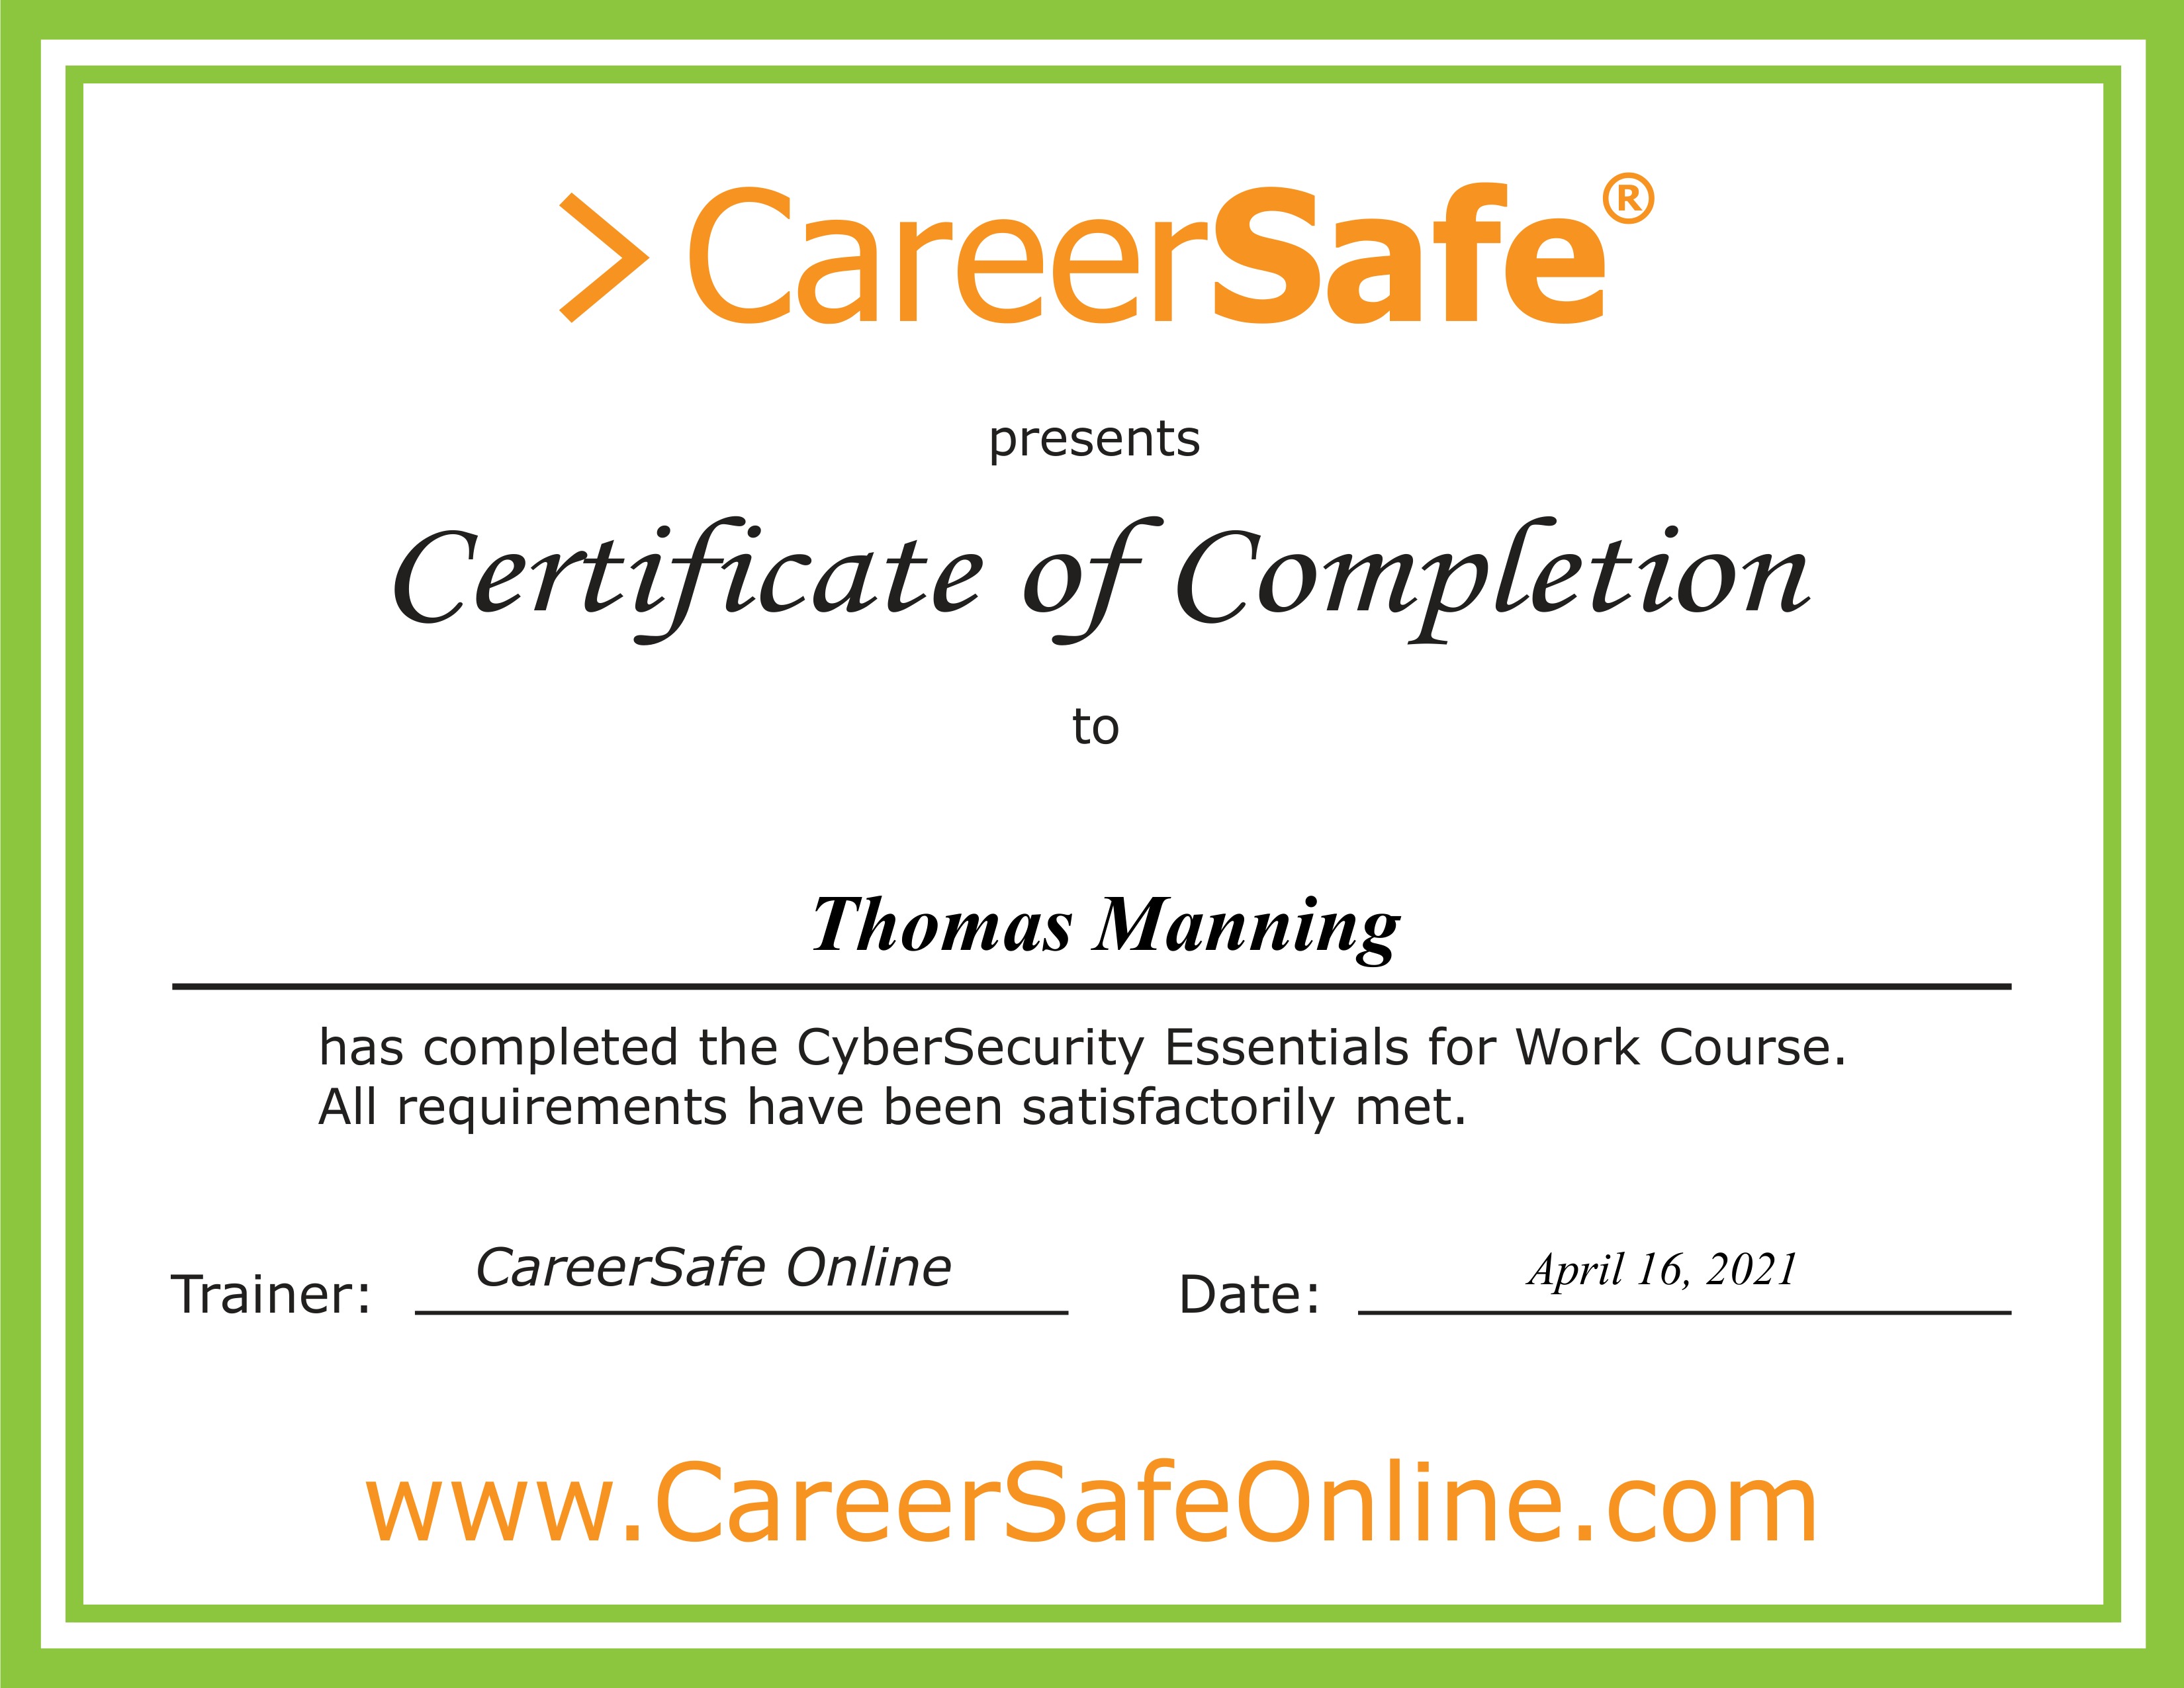 > CareerSafe®
presents
Certificate of Completion
to
Thomas Manning
has completed the CyberSecurity Essentials for Work Course.
All requirements have been satisfactorily met.
Trainer: CareerSafe Online Date: April 16, 2021
www.CareerSafeOnline.com